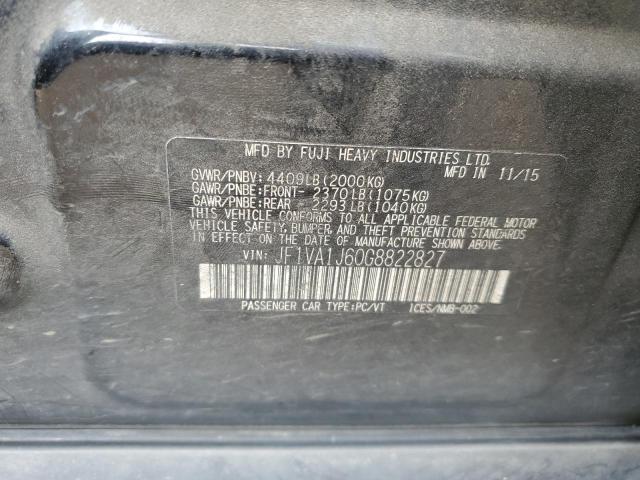 MFD BY FUJI HEAVY INDUSTRIES LTD.
MFD IN 11/15
GVWR/PNBV: 4409LB(2000KG)
GAWR/PNBE:FRONT- 2370LB(1075KG)
GAWR/PNBE:REAR - 2293LB(1040KG)
THIS VEHICLE CONFORMS TO ALL APPLICABLE FEDERAL MOTOR
VEHICLE SAFETY, BUMPER, AND THEFT PREVENTION STANDARDS
IN EFFECT ON THE DATE OF MANUFACTURE SHOWN ABOVE.
VIN: JF1VA1J60G8822827
PASSENGER CAR TYPE:PC/VT ICES/NMB-002